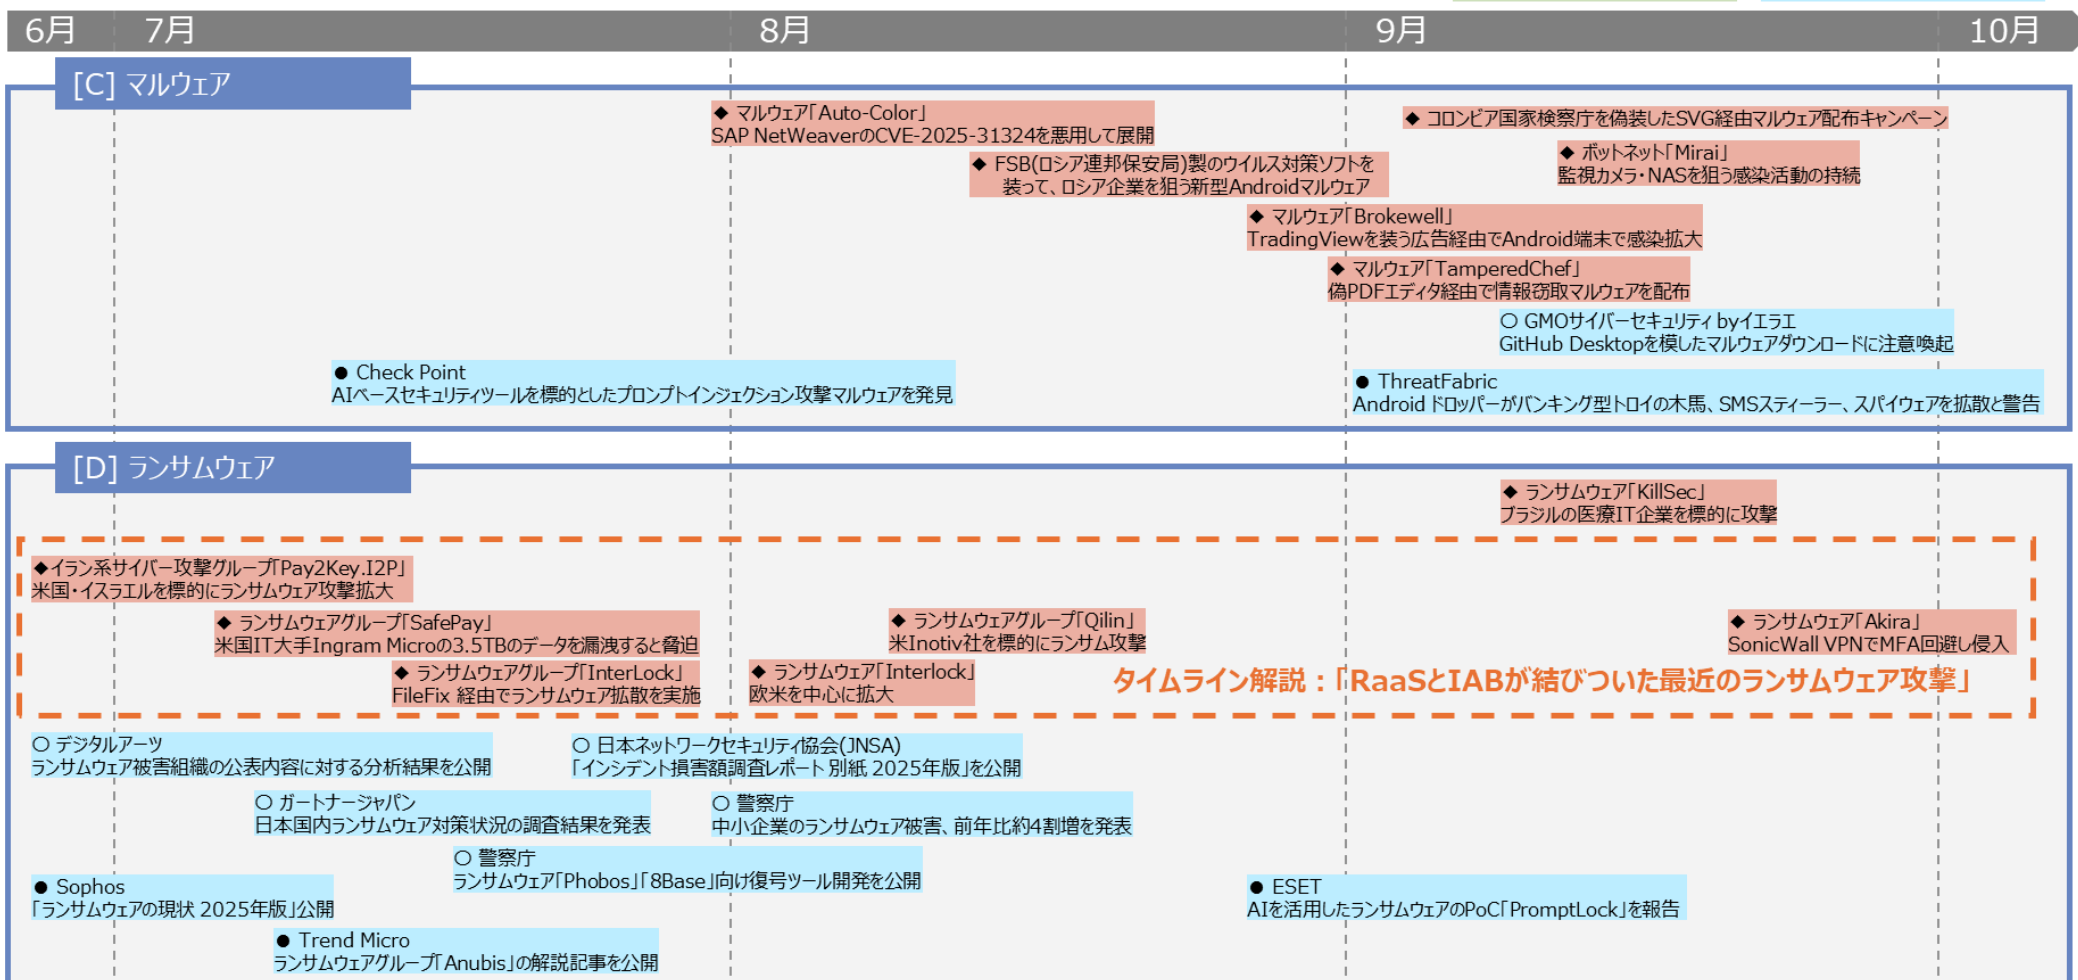 6月
7月
8月
9月
10月
[C] マルウェア
◆ マルウェア「Auto-Color」
SAP NetWeaverのCVE-2025-31324を悪用して展開
◆ コロンビア国家検察庁を偽装したSVG経由マルウェア配布キャンペーン
◆ FSB(ロシア連邦保安局)製のウイルス対策ソフトを
装って、ロシア企業を狙う新型Androidマルウェア
◆ ボットネット「Mirai」
監視カメラ・NASを狙う感染活動の持続
◆ マルウェア「Brokewell」
TradingViewを装う広告経由でAndroid端末で感染拡大
◆ マルウェア「TamperedChef」
偽PDFエディタ経由で情報窃取マルウェアを配布
〇 GMOサイバーセキュリティ byイエラエ
GitHub Desktopを模したマルウェアダウンロードに注意喚起
● Check Point
AIベースセキュリティツールを標的としたプロンプトインジェクション攻撃マルウェアを発見
● ThreatFabric
Android ドロッパーがバンキング型トロイの木馬、SMSスティーラー、スパイウェアを拡散と警告
[D] ランサムウェア
◆ ランサムウェア「KillSec」
ブラジルの医療IT企業を標的に攻撃
◆イラン系サイバー攻撃グループ「Pay2Key.I2P」
米国・イスラエルを標的にランサムウェア攻撃拡大
◆ ランサムウェアグループ「SafePay」
米国IT大手Ingram Microの3.5TBのデータを漏洩すると脅迫
◆ ランサムウェアグループ「Qilin」
米Inotiv社を標的にランサム攻撃
◆ ランサムウェア「Akira」
SonicWall VPNでMFA回避し侵入
◆ ランサムウェアグループ「InterLock」
FileFix 経由でランサムウェア拡散を実施
◆ ランサムウェア「Interlock」
欧米を中心に拡大
タイムライン解説：「RaaSとIABが結びついた最近のランサムウェア攻撃」
〇 デジタルアーツ
ランサムウェア被害組織の公表内容に対する分析結果を公開
〇 日本ネットワークセキュリティ協会(JNSA)
「インシデント損害額調査レポート 別紙 2025年版」を公開
〇 ガートナージャパン
日本国内ランサムウェア対策状況の調査結果を発表
〇 警察庁
中小企業のランサムウェア被害、前年比約4割増を発表
〇 警察庁
ランサムウェア「Phobos」「8Base」向け復号ツール開発を公開
● Sophos
「ランサムウェアの現状 2025年版」公開
● ESET
AIを活用したランサムウェアのPoC「PromptLock」を報告
● Trend Micro
ランサムウェアグループ「Anubis」の解説記事を公開